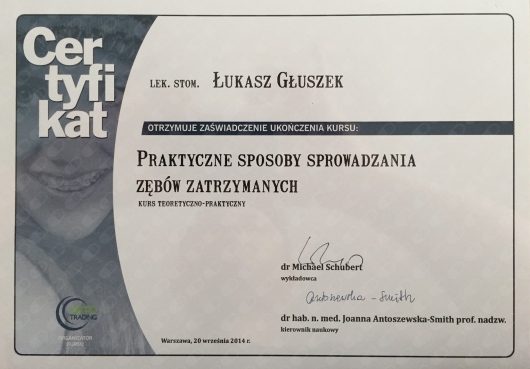 Cer
tyfi
kat
LEK. STOM. ŁUKASZ GŁUSZEK
OTRZYMUJE ZAŚWIADCZENIE UKOŃCZENIA KURSU:
PRAKTYCZNE SPOSOBY SPROWADZANIA
ZĘBÓW ZATRZYMANYCH
KURS TEORETYCZNO-PRAKTYCZNY
dr Michael Schubert
wykładowca
Antoszewska - Smith
dr hab. n. med. Joanna Antoszewska-Smith prof. nadzw.
kierownik naukowy
TRADING
ORGANIZATOR
KURSU
Warszawa, 20 września 2014 r.